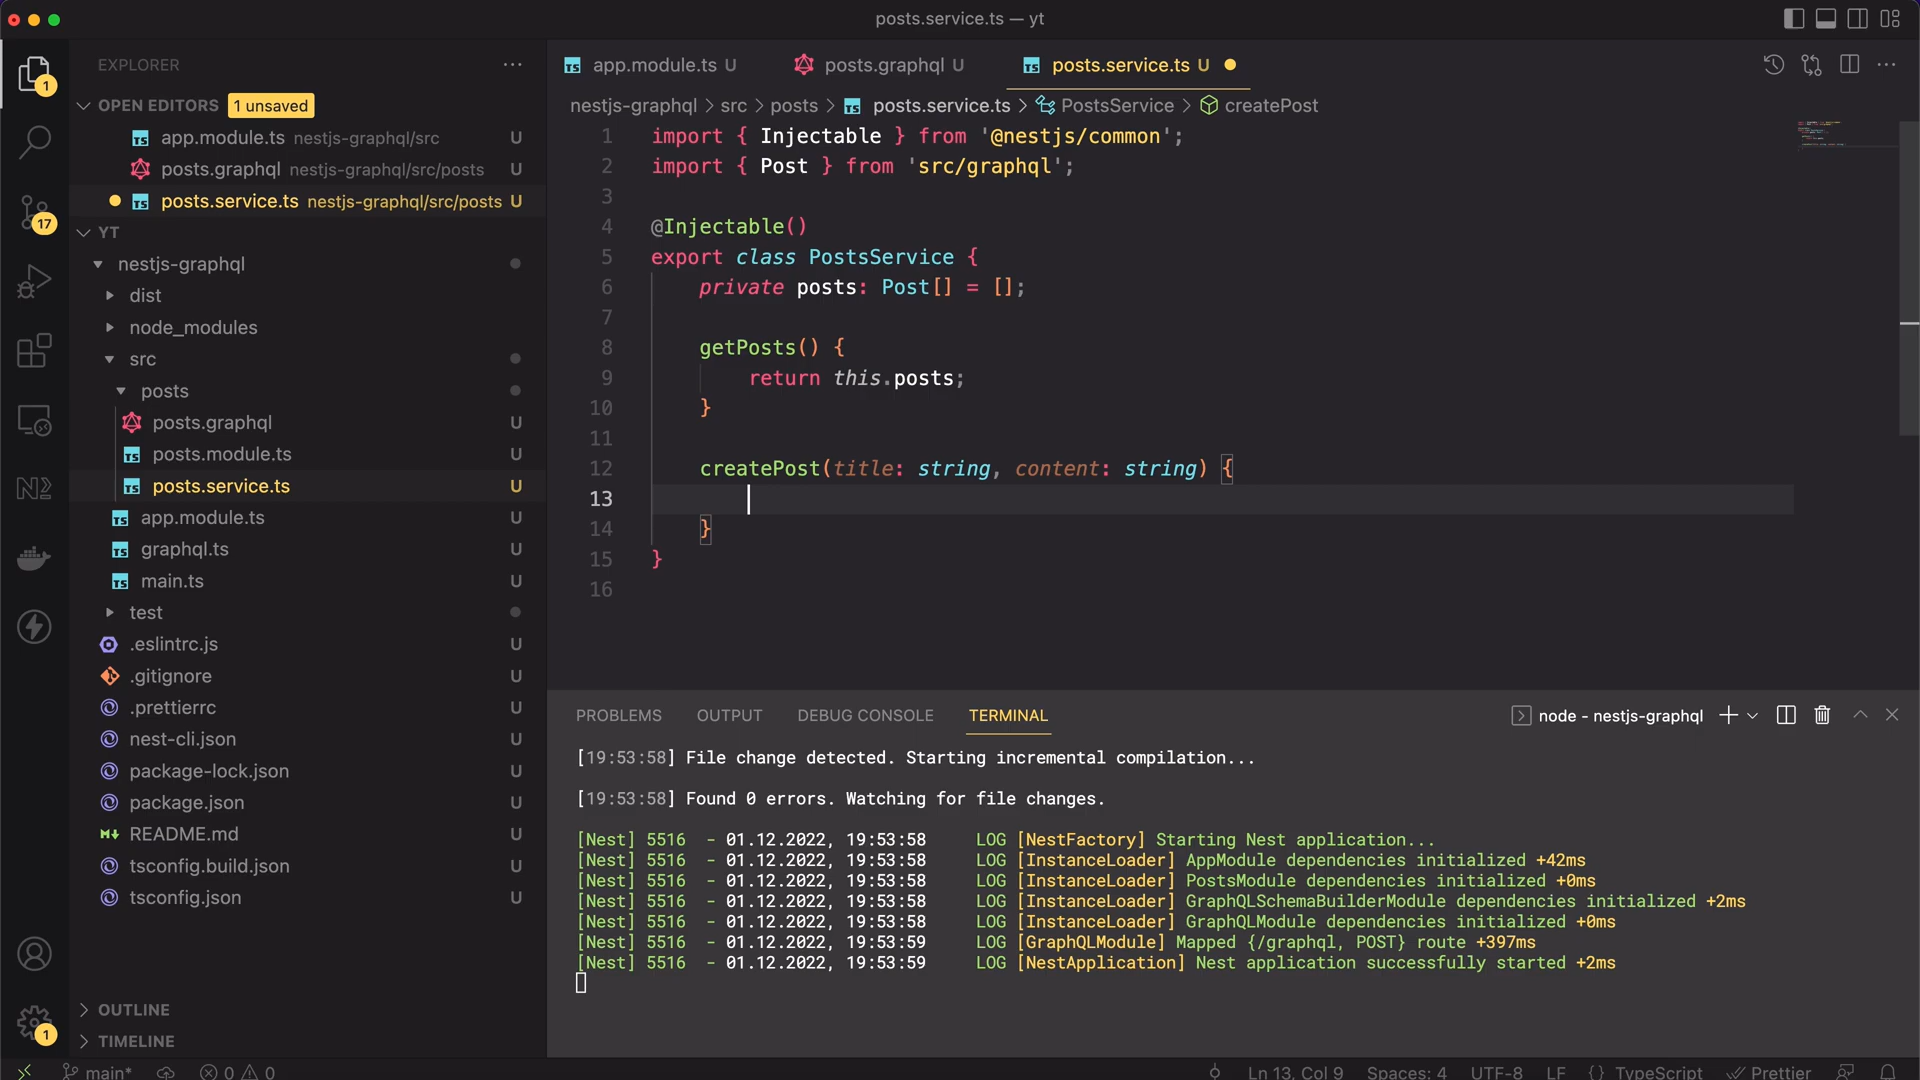 posts.service.ts — yt
EXPLORER
OPEN EDITORS 1 unsaved
app.module.ts nestjs-graphql/src U
posts.graphql nestjs-graphql/src/posts U
posts.service.ts nestjs-graphql/src/posts U
YT
nestjs-graphql
dist
node_modules
src
posts
posts.graphql U
posts.module.ts U
posts.service.ts U
app.module.ts U
graphql.ts U
main.ts U
test
.eslintrc.js U
.gitignore U
.prettierrc U
nest-cli.json U
package-lock.json U
package.json U
README.md U
tsconfig.build.json U
tsconfig.json U
OUTLINE
TIMELINE
1
17
1
app.module.ts U posts.graphql U posts.service.ts U
nestjs-graphql > src > posts > posts.service.ts > PostsService > createPost
1 import { Injectable } from '@nestjs/common';
2 import { Post } from 'src/graphql';
3
4 @Injectable()
5 export class PostsService {
6 private posts: Post[] = [];
7
8 getPosts() {
9 return this.posts;
10 }
11
12 createPost(title: string, content: string) {
13
14 }
15 }
16
PROBLEMS OUTPUT DEBUG CONSOLE TERMINAL node - nestjs-graphql
[19:53:58] File change detected. Starting incremental compilation...
[19:53:58] Found 0 errors. Watching for file changes.
[Nest] 5516 - 01.12.2022, 19:53:58 LOG [NestFactory] Starting Nest application...
[Nest] 5516 - 01.12.2022, 19:53:58 LOG [InstanceLoader] AppModule dependencies initialized +42ms
[Nest] 5516 - 01.12.2022, 19:53:58 LOG [InstanceLoader] PostsModule dependencies initialized +0ms
[Nest] 5516 - 01.12.2022, 19:53:58 LOG [InstanceLoader] GraphQLSchemaBuilderModule dependencies initialized +2ms
[Nest] 5516 - 01.12.2022, 19:53:58 LOG [InstanceLoader] GraphQLModule dependencies initialized +0ms
[Nest] 5516 - 01.12.2022, 19:53:59 LOG [GraphQLModule] Mapped {/graphql, POST} route +397ms
[Nest] 5516 - 01.12.2022, 19:53:59 LOG [NestApplication] Nest application successfully started +2ms
main* 0 0 Ln 13, Col 9 Spaces: 4 UTF-8 LF {} TypeScript Prettier